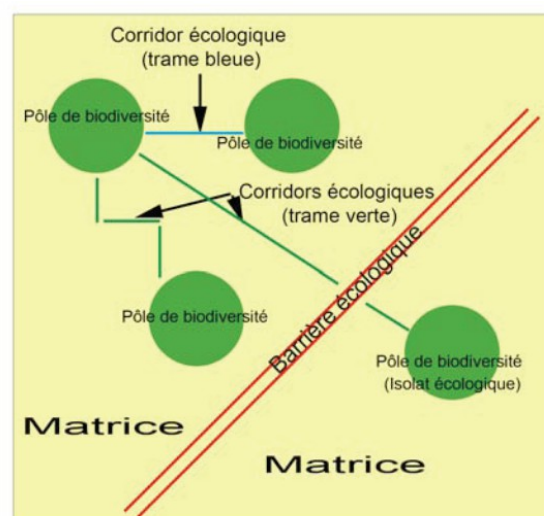 Corridor écologique
(trame bleue)
Pôle de biodiversité
Pôle de biodiversité
Corridors écologiques
(trame verte)
Barrière écologique
Pôle de biodiversité
Pôle de biodiversité
(Isolat écologique)
Matrice
Matrice